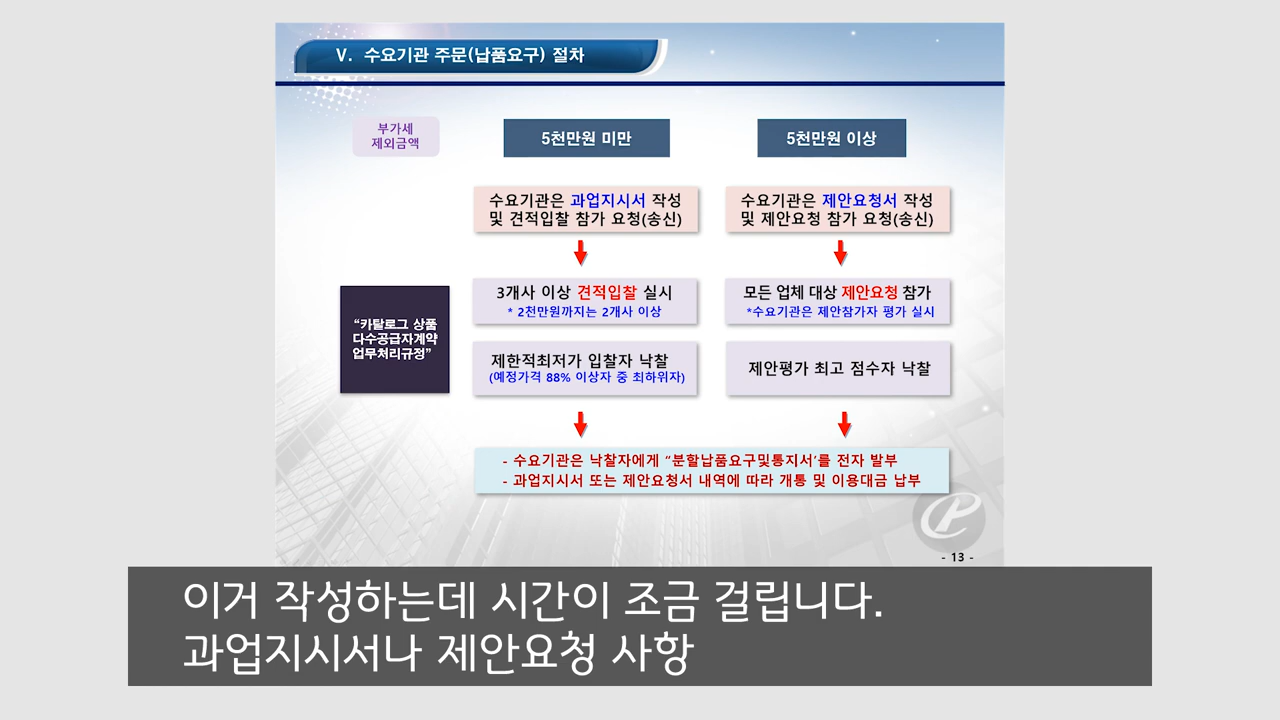 V. 수요기관 주문(납품요구) 절차
부가세
제외금액
5천만원 미만
5천만원 이상
수요기관은 과업지시서 작성
및 견적입찰 참가 요청(송신)
수요기관은 제안요청서 작성
및 제안요청 참가 요청(송신)
"카탈로그 상품
다수공급자계약
업무처리규정"
3개사 이상 견적입찰 실시
* 2천만원까지는 2개사 이상
모든 업체 대상 제안요청 참가
*수요기관은 제안참가자 평가 실시
제한적최저가 입찰자 낙찰
(예정가격 88% 이상자 중 최하위자)
제안평가 최고 점수자 낙찰
- 수요기관은 낙찰자에게 "분할납품요구및통지서'를 전자 발부
- 과업지시서 또는 제안요청서 내역에 따라 개통 및 이용대금 납부
- 13 -
이거 작성하는데 시간이 조금 걸립니다.
과업지시서나 제안요청 사항